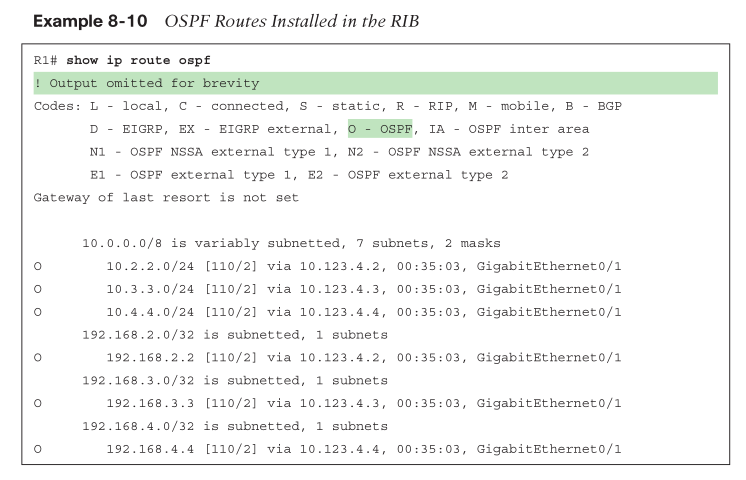 Example 8-10 OSPF Routes Installed in the RIB
R1# show ip route ospf
! Output omitted for brevity
Codes: L - local, C - connected, S - static, R - RIP, M - mobile, B - BGP
D - EIGRP, EX - EIGRP external, O - OSPF, IA - OSPF inter area
N1 - OSPF NSSA external type 1, N2 - OSPF NSSA external type 2
E1 - OSPF external type 1, E2 - OSPF external type 2
Gateway of last resort is not set
10.0.0.0/8 is variably subnetted, 7 subnets, 2 masks
O 10.2.2.0/24 [110/2] via 10.123.4.2, 00:35:03, GigabitEthernet0/1
O 10.3.3.0/24 [110/2] via 10.123.4.3, 00:35:03, GigabitEthernet0/1
O 10.4.4.0/24 [110/2] via 10.123.4.4, 00:35:03, GigabitEthernet0/1
192.168.2.0/32 is subnetted, 1 subnets
O 192.168.2.2 [110/2] via 10.123.4.2, 00:35:03, GigabitEthernet0/1
192.168.3.0/32 is subnetted, 1 subnets
O 192.168.3.3 [110/2] via 10.123.4.3, 00:35:03, GigabitEthernet0/1
192.168.4.0/32 is subnetted, 1 subnets
O 192.168.4.4 [110/2] via 10.123.4.4, 00:35:03, GigabitEthernet0/1